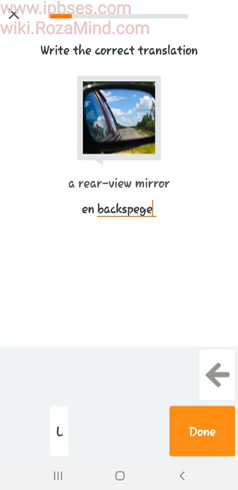 www.ipbses.com
wiki.RozaMind.com
Write the correct translation
a rear-view mirror
en backspege
L
Done